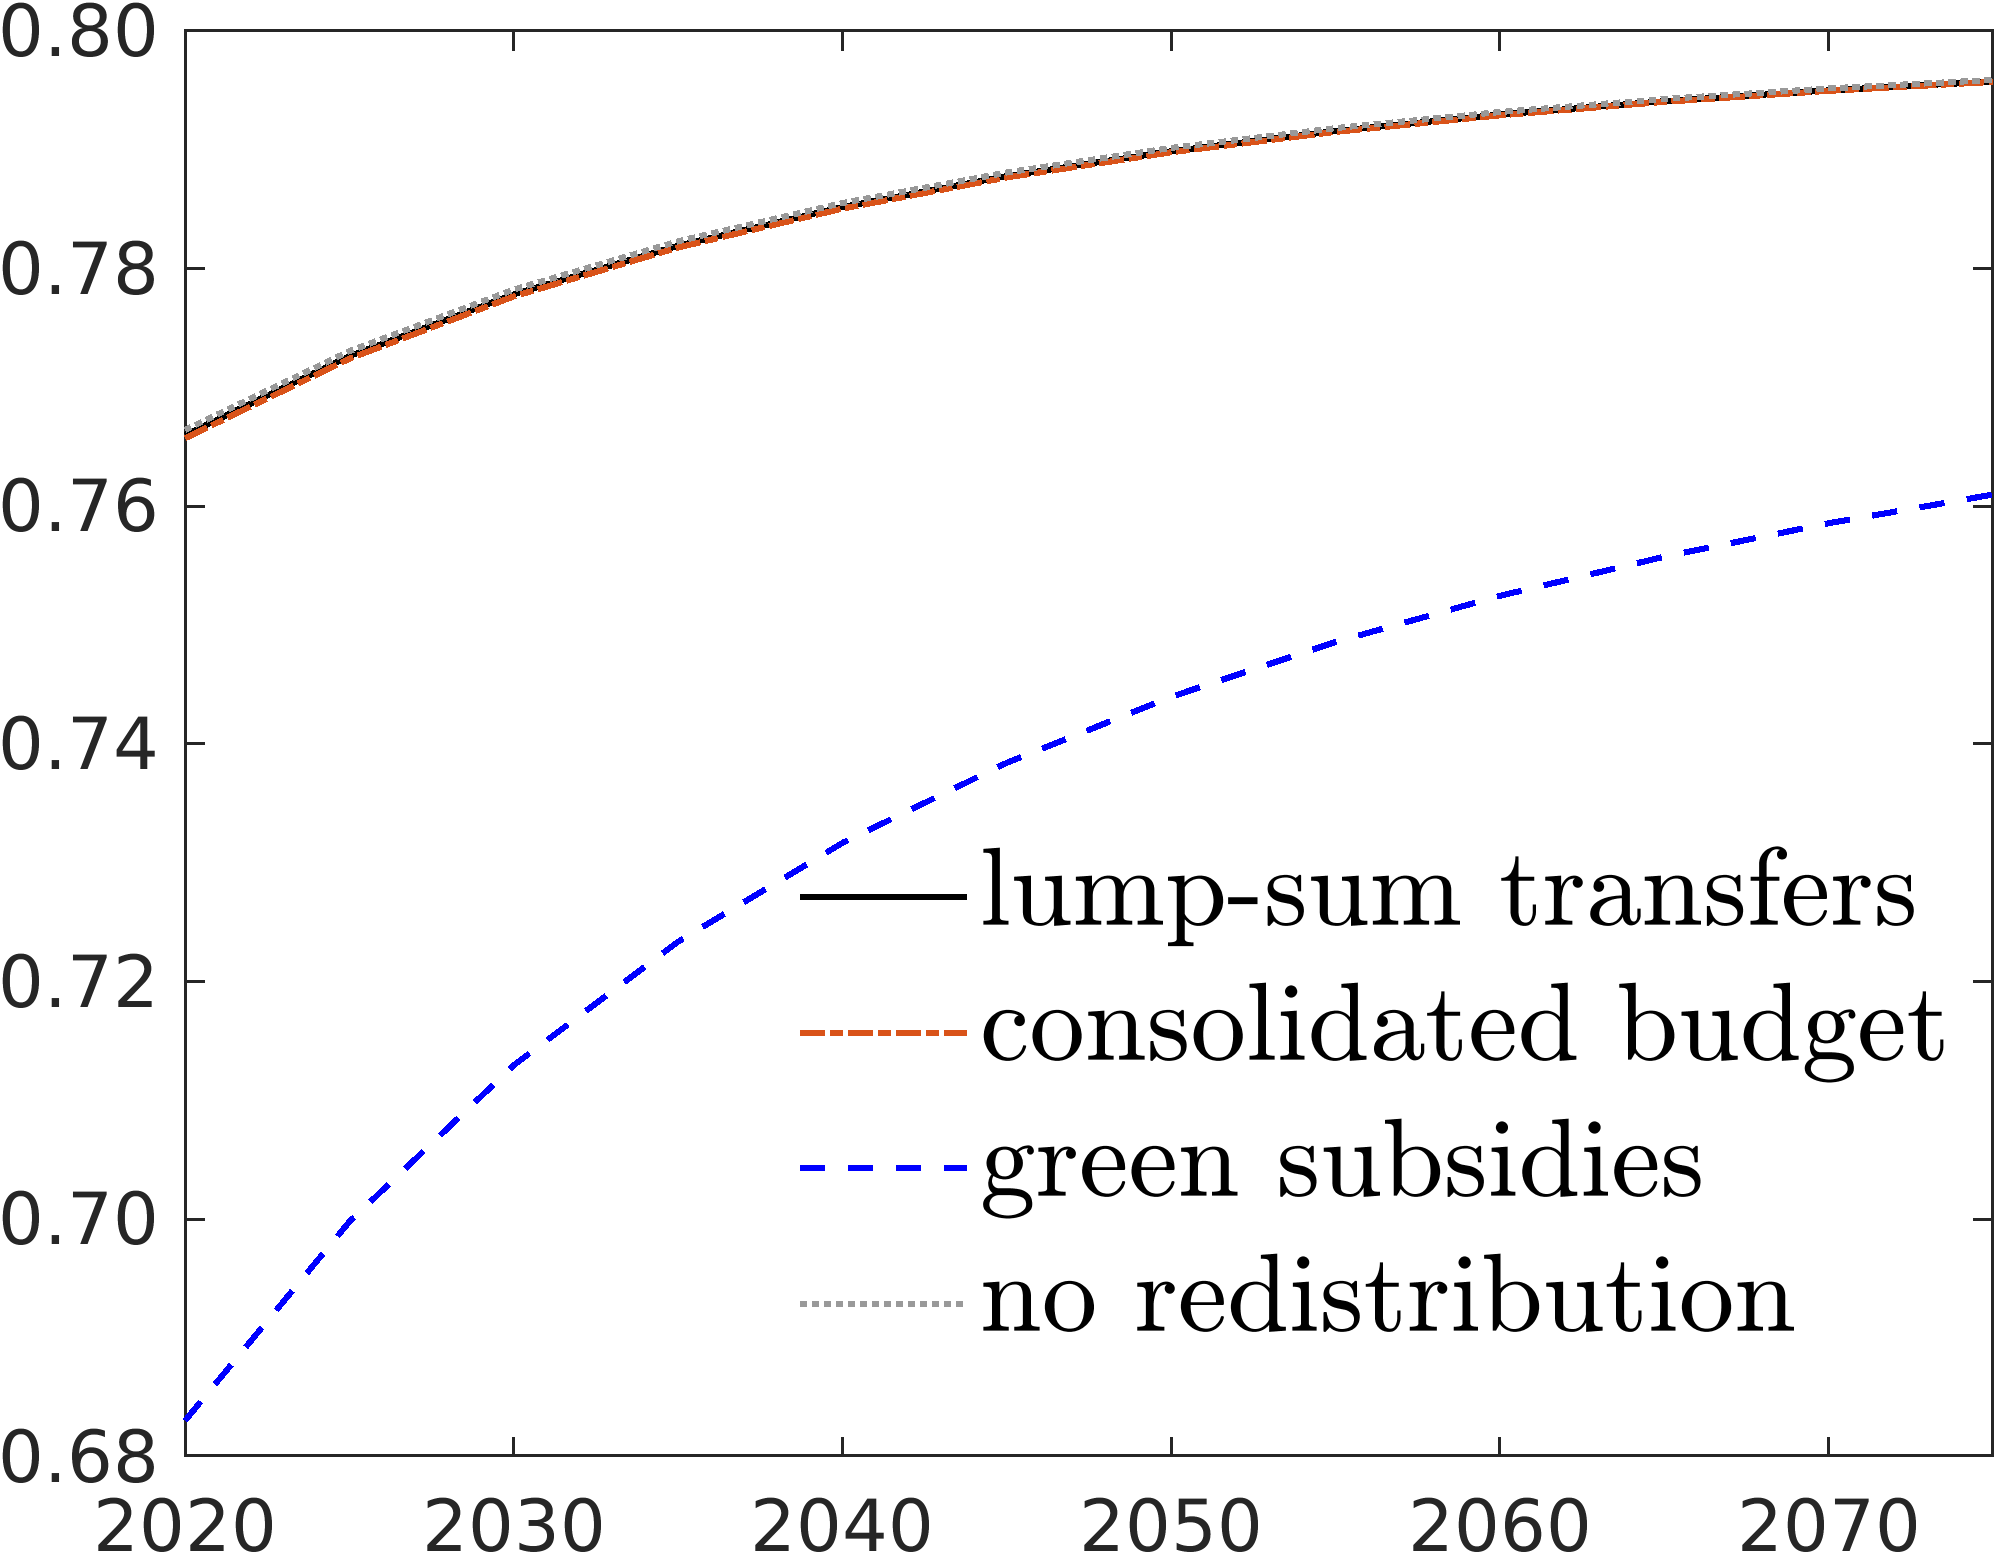 0.80
0.78
0.76
0.74
0.72
0.70
0.68
2020 2030 2040 2050 2060 2070
lump-sum transfers
consolidated budget
green subsidies
no redistribution